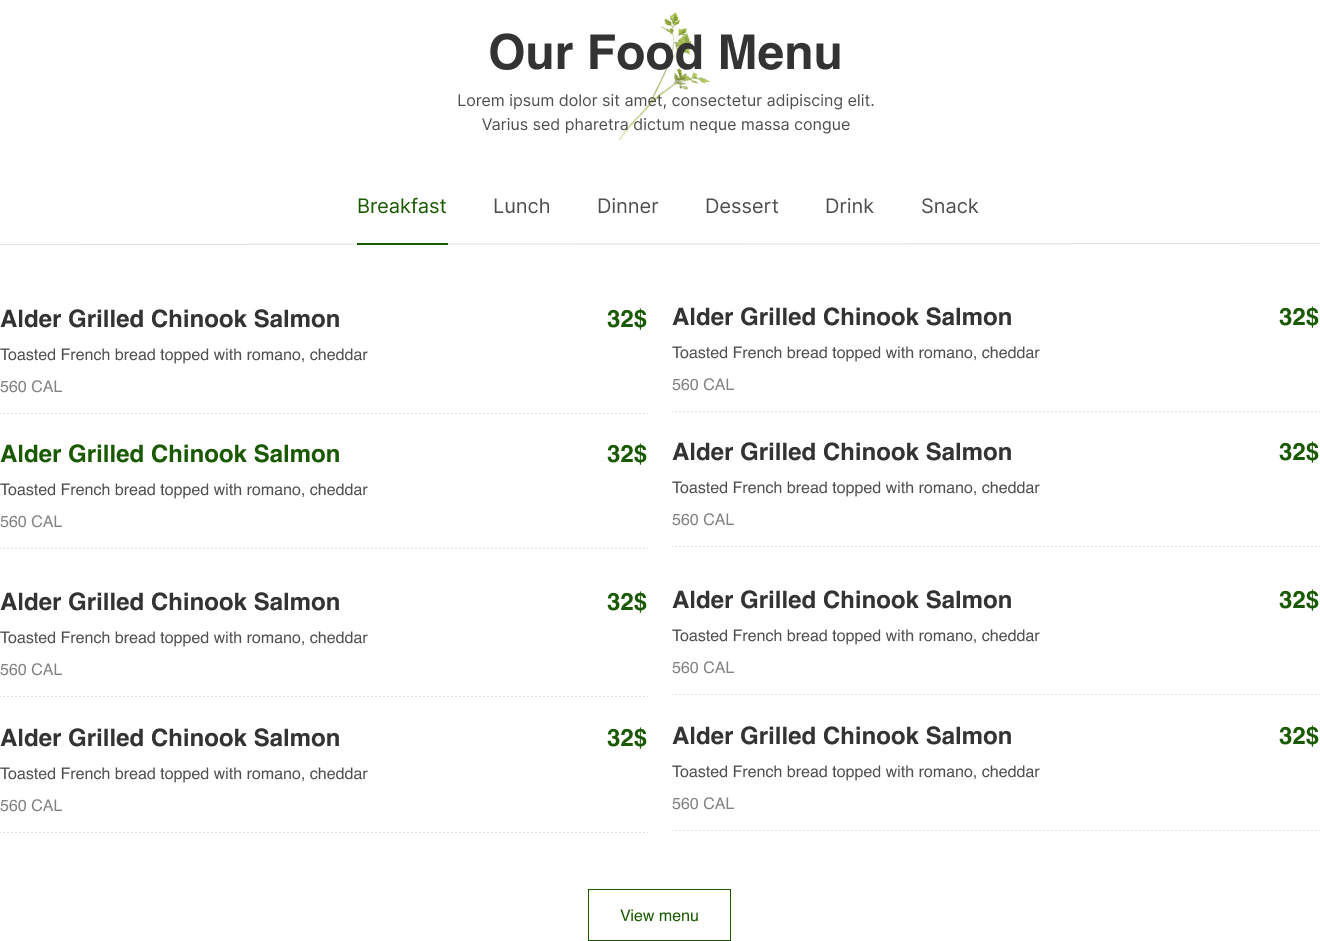 Our Food Menu
Lorem ipsum dolor sit amet, consectetur adipiscing elit.
Varius sed pharetra dictum neque massa congue
Breakfast Lunch Dinner Dessert Drink Snack
Alder Grilled Chinook Salmon 32$
Toasted French bread topped with romano, cheddar
560 CAL
Alder Grilled Chinook Salmon 32$
Toasted French bread topped with romano, cheddar
560 CAL
Alder Grilled Chinook Salmon 32$
Toasted French bread topped with romano, cheddar
560 CAL
Alder Grilled Chinook Salmon 32$
Toasted French bread topped with romano, cheddar
560 CAL
Alder Grilled Chinook Salmon 32$
Toasted French bread topped with romano, cheddar
560 CAL
Alder Grilled Chinook Salmon 32$
Toasted French bread topped with romano, cheddar
560 CAL
Alder Grilled Chinook Salmon 32$
Toasted French bread topped with romano, cheddar
560 CAL
Alder Grilled Chinook Salmon 32$
Toasted French bread topped with romano, cheddar
560 CAL
View menu